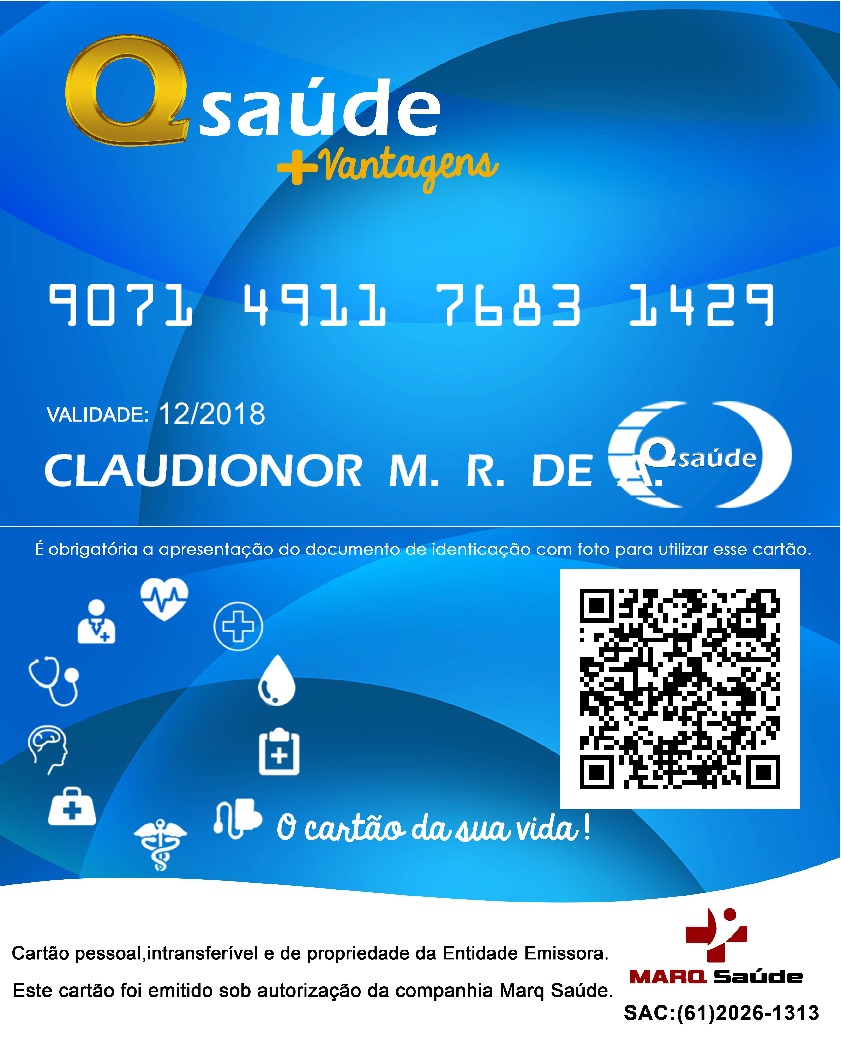 Qsaúde
+Vantagens
9071 4911 7683 1429
VALIDADE: 12/2018
CLAUDIONOR M. R. DE A.
Qsaúde
É obrigatória a apresentação do documento de identicação com foto para utilizar esse cartão.
O cartão da sua vida!
Cartão pessoal,intransferível e de propriedade da Entidade Emissora.
Este cartão foi emitido sob autorização da companhia Marq Saúde.
MARQ Saúde
SAC:(61)2026-1313